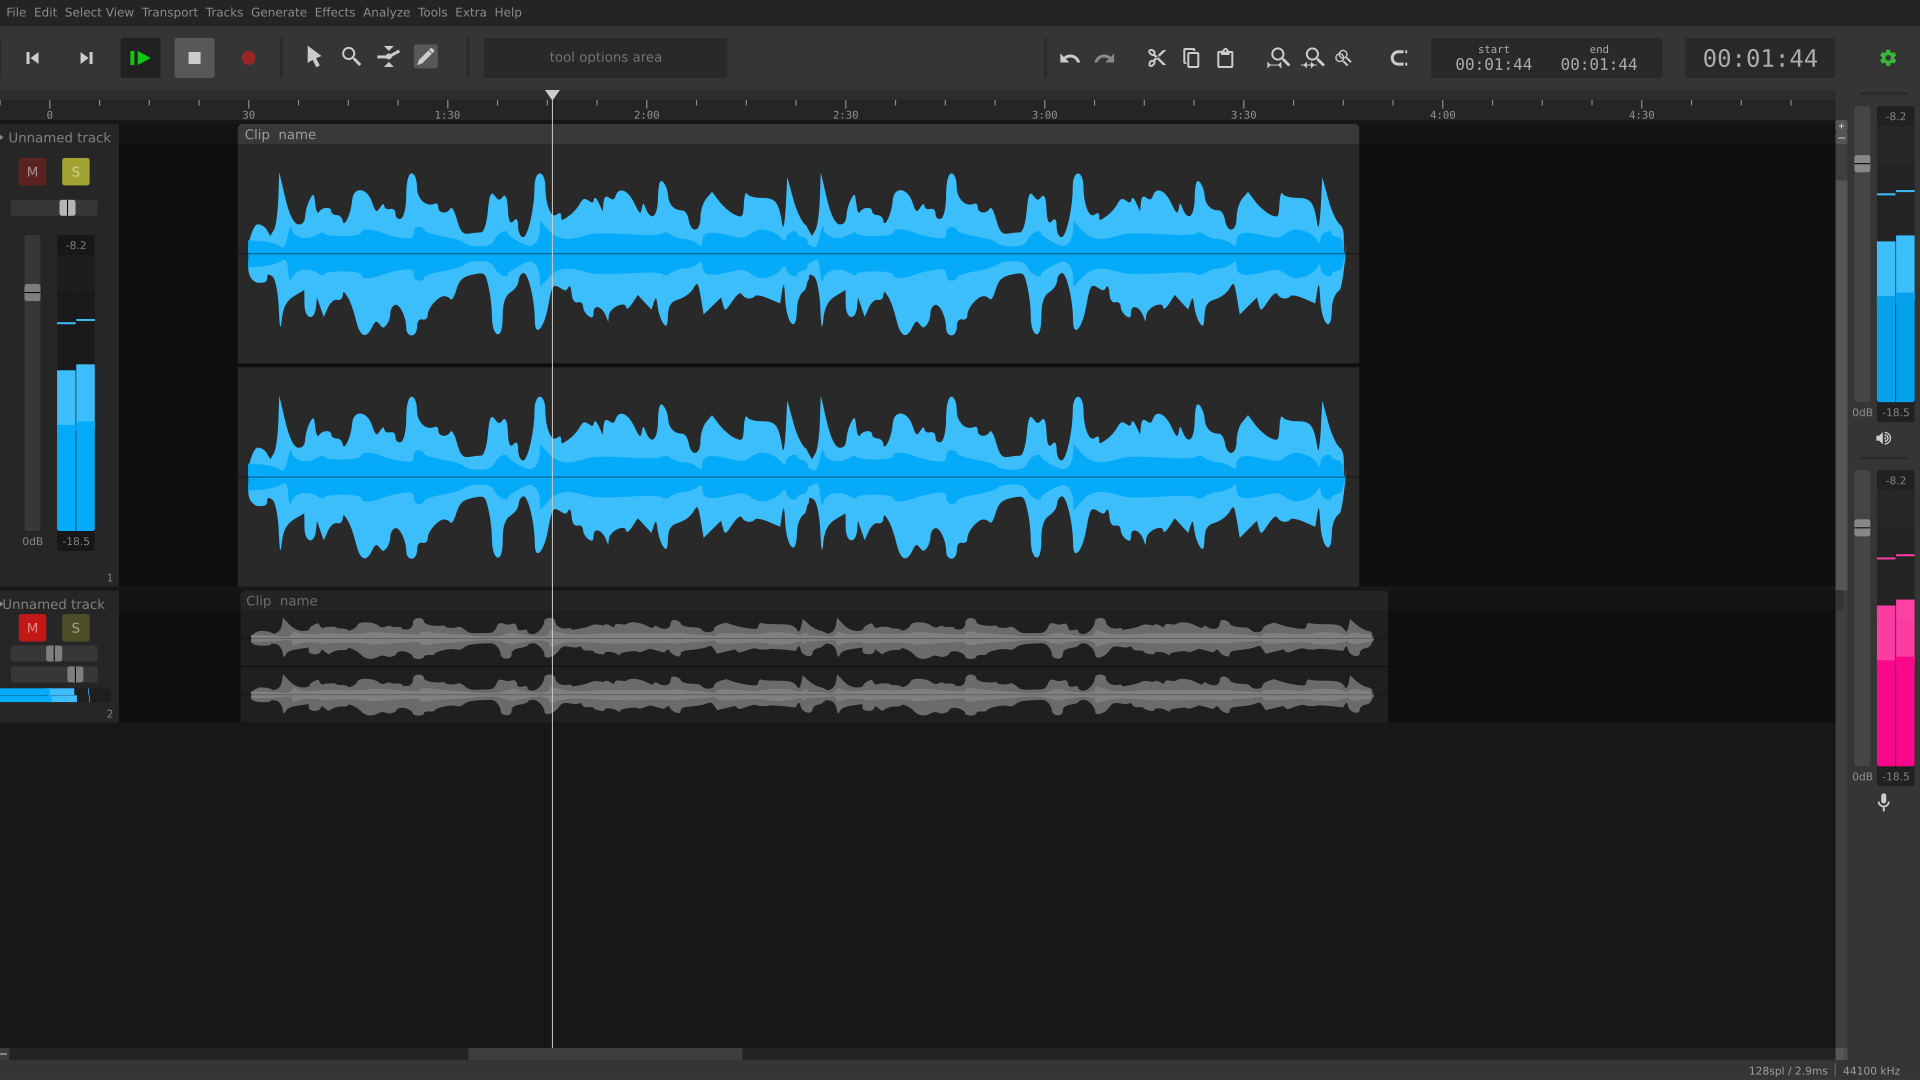 File Edit Select View Transport Tracks Generate Effects Analyze Tools Extra Help
tool options area
start end
00:01:44 00:01:44
00:01:44
0 30 1:30 2:00 2:30 3:00 3:30 4:00 4:30
Unnamed track
M S
-8.2
0dB -18.5
1
Clip name
Unnamed track
M S
2
Clip name
-8.2
0dB -18.5
-8.2
0dB -18.5
128spl / 2.9ms 44100 kHz